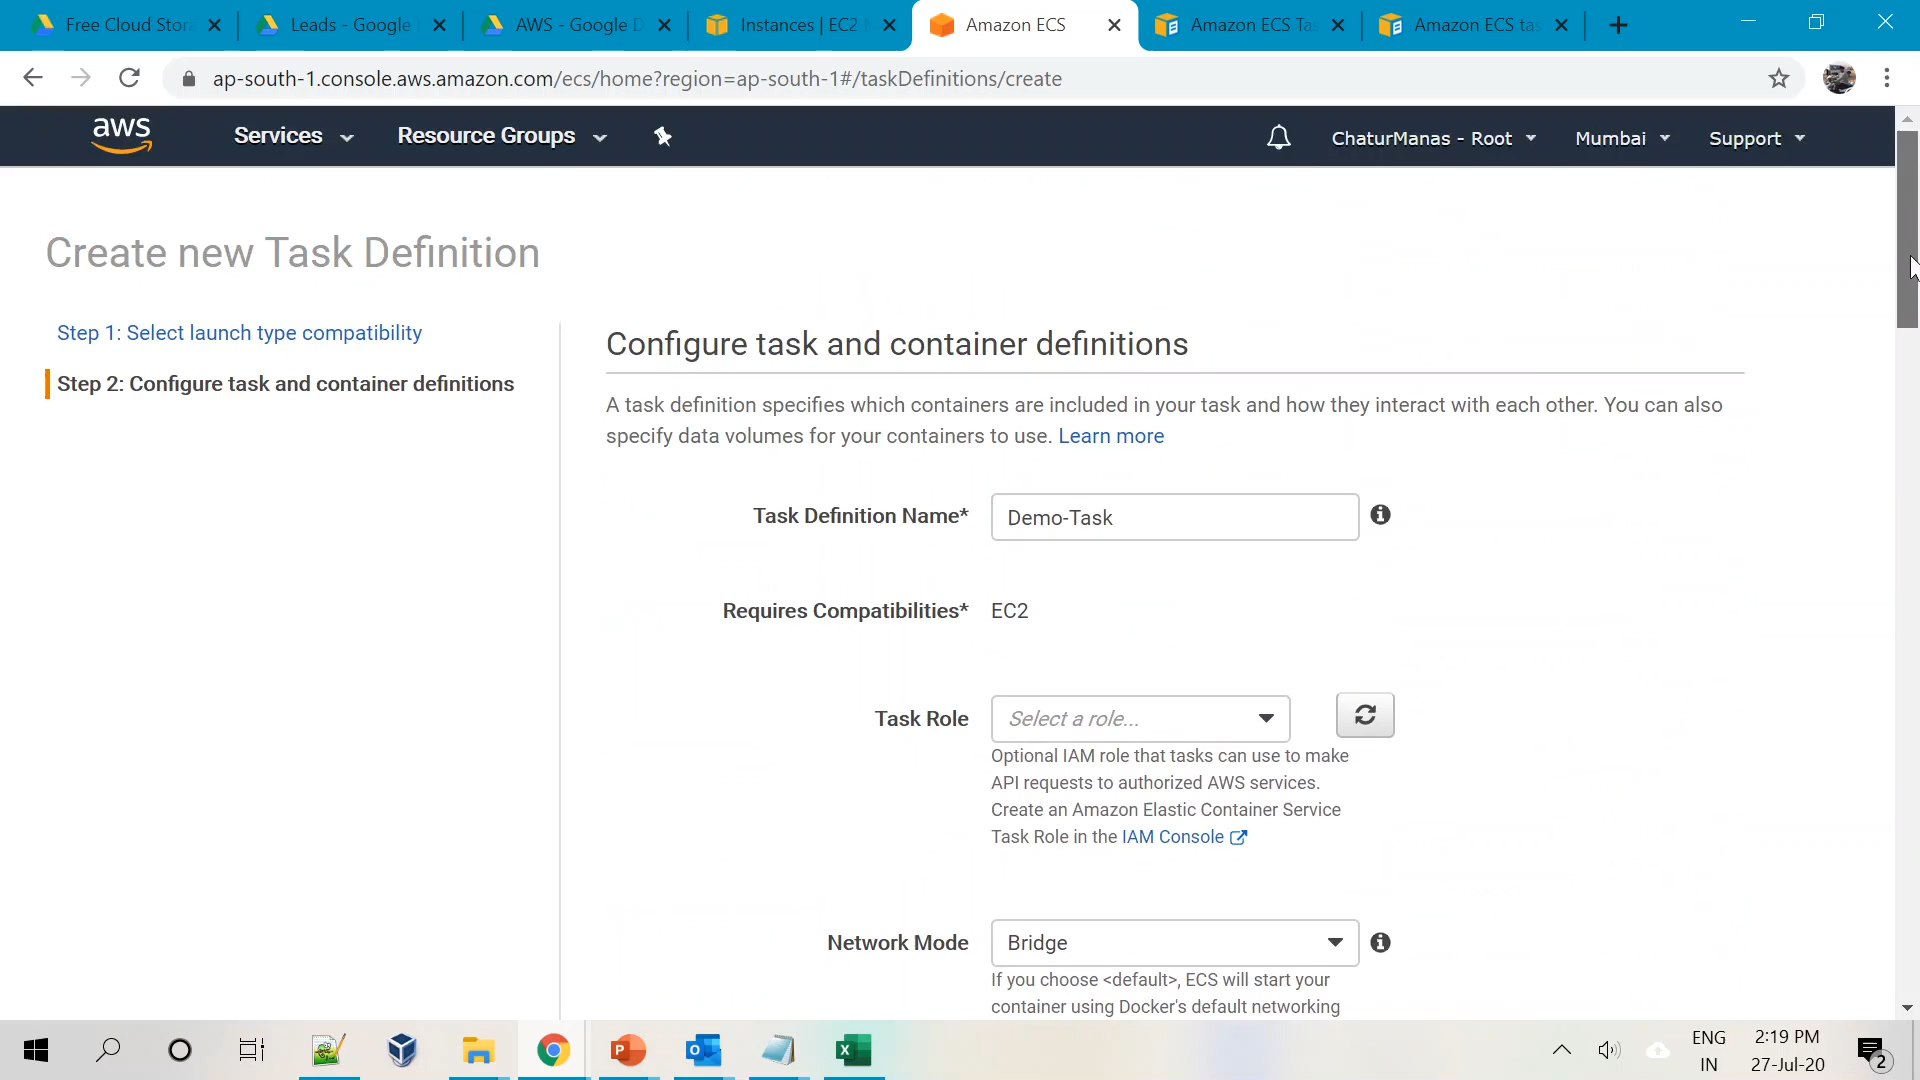 Free Cloud Stor
Leads - Google
AWS - Google D
Instances | EC2 M
Amazon ECS
Amazon ECS Ta
Amazon ECS tas
ap-south-1.console.aws.amazon.com/ecs/home?region=ap-south-1#/taskDefinitions/create
aws
Services
Resource Groups
ChaturManas - Root
Mumbai
Support
Create new Task Definition
Step 1: Select launch type compatibility
Step 2: Configure task and container definitions
Configure task and container definitions
A task definition specifies which containers are included in your task and how they interact with each other. You can also
specify data volumes for your containers to use. Learn more
Task Definition Name*
Demo-Task
Requires Compatibilities*
EC2
Task Role
Select a role...
Optional IAM role that tasks can use to make
API requests to authorized AWS services.
Create an Amazon Elastic Container Service
Task Role in the IAM Console
Network Mode
Bridge
If you choose <default>, ECS will start your
container using Docker's default networking
ENG
IN
2:19 PM
27-Jul-20
2